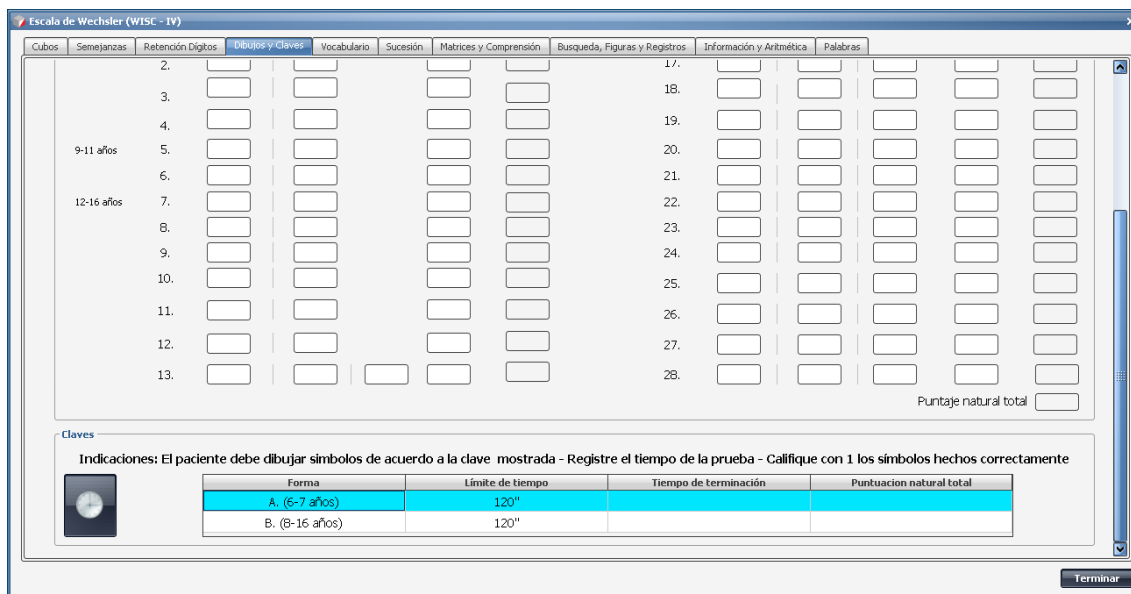 Escala de Wechsler (WISC - IV)
Cubos Semejanzas Retención Dígitos Dibujos y Claves Vocabulario Sucesión Matrices y Comprensión Busqueda, Figuras y Registros Información y Aritmética Palabras
2. 17.
3. 18.
4. 19.
9-11 años 5. 20.
6. 21.
12-16 años 7. 22.
8. 23.
9. 24.
10. 25.
11. 26.
12. 27.
13. 28.
Puntaje natural total
Claves
Indicaciones: El paciente debe dibujar simbolos de acuerdo a la clave mostrada - Registre el tiempo de la prueba - Califique con 1 los símbolos hechos correctamente
Forma Límite de tiempo Tiempo de terminación Puntuacion natural total
A. (6-7 años) 120"
B. (8-16 años) 120"
Terminar